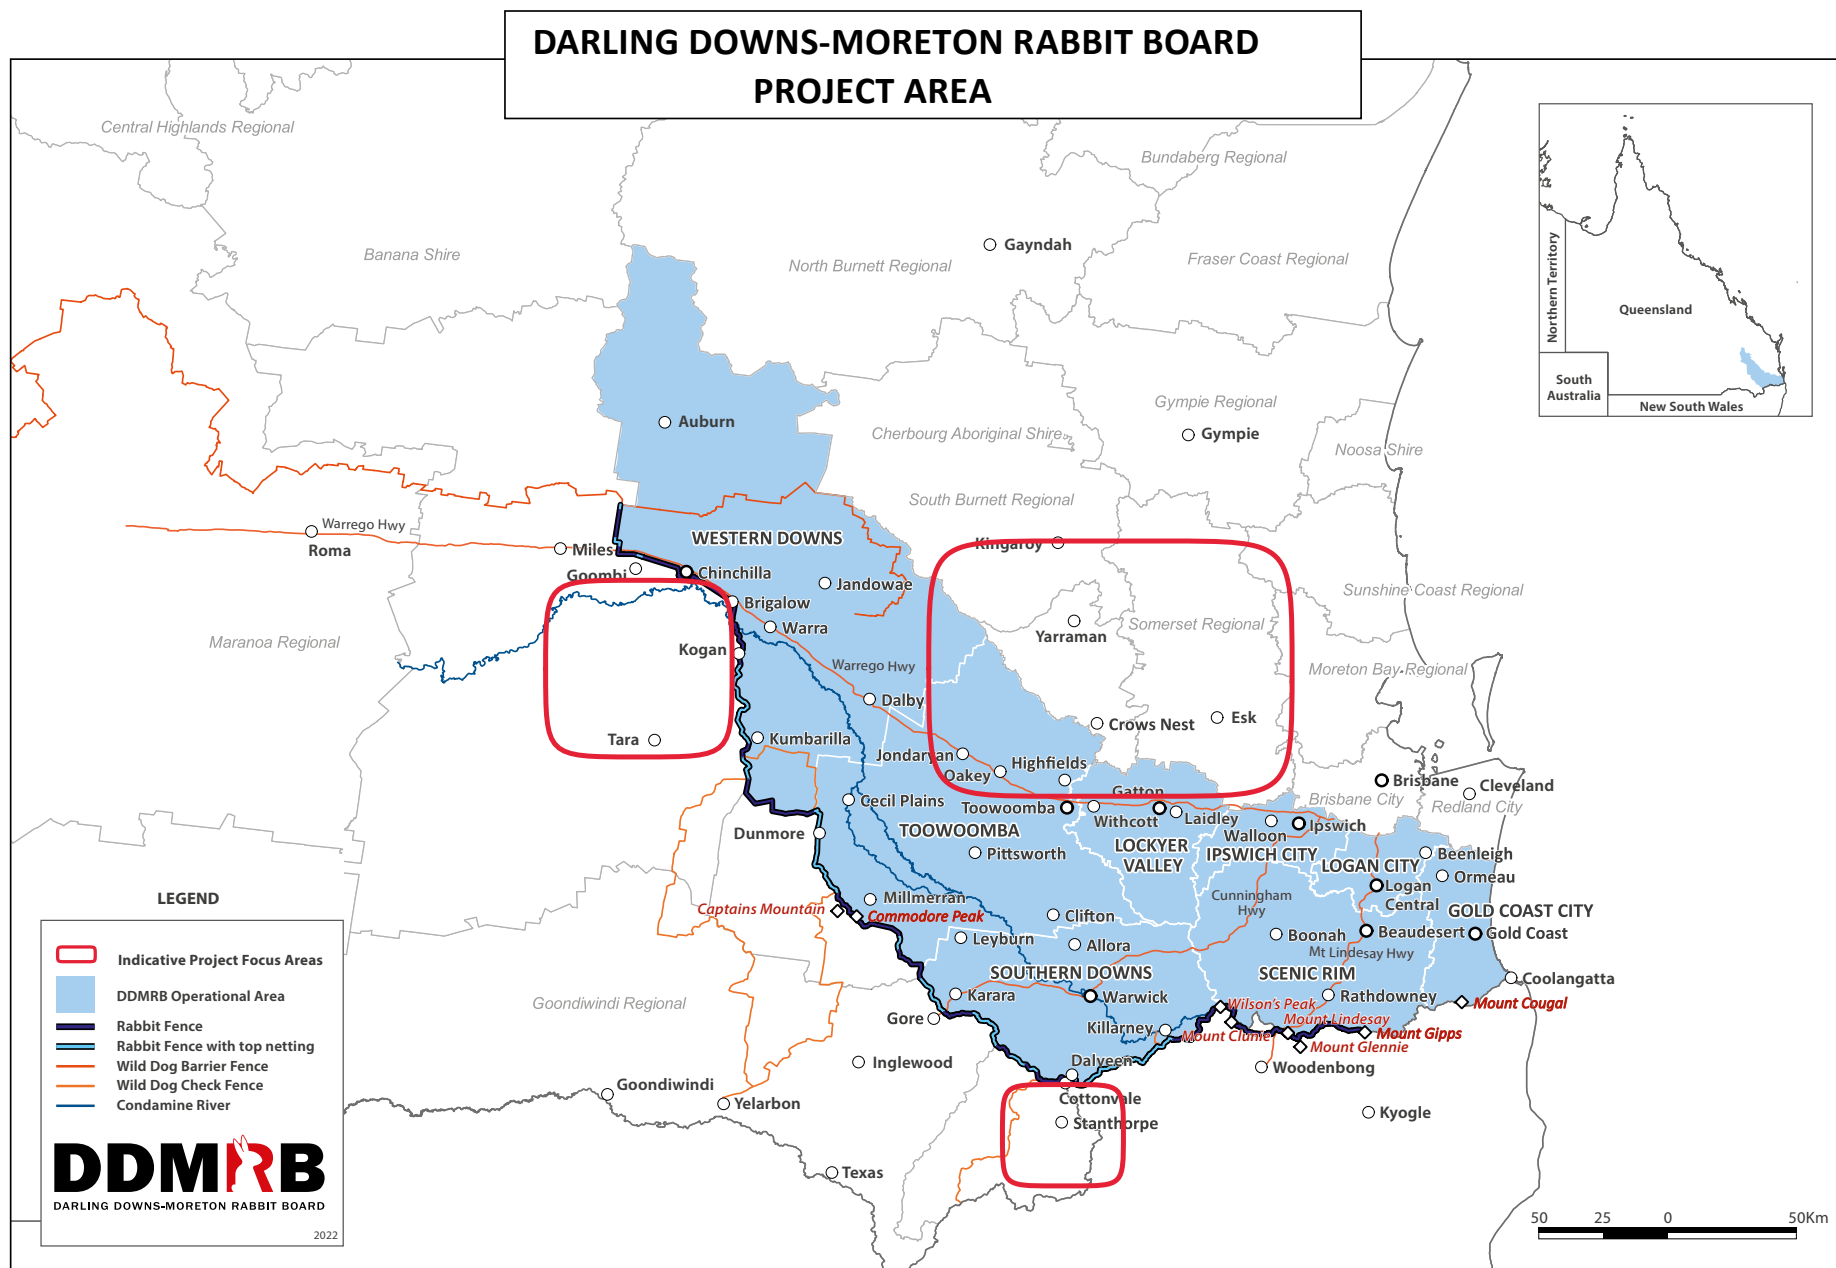 DARLING DOWNS-MORETON RABBIT BOARD
PROJECT AREA
Central Highlands Regional
Bundaberg Regional
Banana Shire
North Burnett Regional
Gayndah
Fraser Coast Regional
Northern Territory
Queensland
South
Australia
New South Wales
Auburn
Gympie Regional
Cherbourg Aboriginal Shire
Gympie
Noosa Shire
South Burnett Regional
Warrego Hwy
Roma
WESTERN DOWNS
Miles
Goombi
Chinchilla
Jandowae
Kingaroy
Brigalow
Sunshine Coast Regional
Warra
Yarraman
Somerset Regional
Maranoa Regional
Kogan
Warrego Hwy
Moreton Bay Regional
Dalby
Crows Nest
Esk
Tara
Kumbarilla
Jondaryan
Highfields
Oakey
Brisbane
Cleveland
Gatton
Brisbane City
Redland City
Cecil Plains
Toowoomba
Withcott
Laidley
Walloon
Ipswich
Dunmore
TOOWOOMBA
LOCKYER
VALLEY
IPSWICH CITY
LOGAN CITY
Beenleigh
Pittsworth
Ormeau
Logan
Central
Cunningham
Hwy
Millmerran
Captains Mountain
Commodore Peak
Clifton
GOLD COAST CITY
Leyburn
Allora
Boonah
Beaudesert
Gold Coast
Mt Lindesay Hwy
SOUTHERN DOWNS
SCENIC RIM
Coolangatta
Karara
Warwick
Rathdowney
Wilson's Peak
Mount Cougal
Gore
Mount Lindesay
Killarney
Mount Clunie
Mount Gipps
Mount Glennie
Goondiwindi Regional
Inglewood
Dalveen
Woodenbong
Goondiwindi
Yelarbon
Cottonvale
Stanthorpe
Kyogle
Texas
LEGEND
Indicative Project Focus Areas
DDMRB Operational Area
Rabbit Fence
Rabbit Fence with top netting
Wild Dog Barrier Fence
Wild Dog Check Fence
Condamine River
DDMRB
DARLING DOWNS-MORETON RABBIT BOARD
2022
50 25 0 50Km